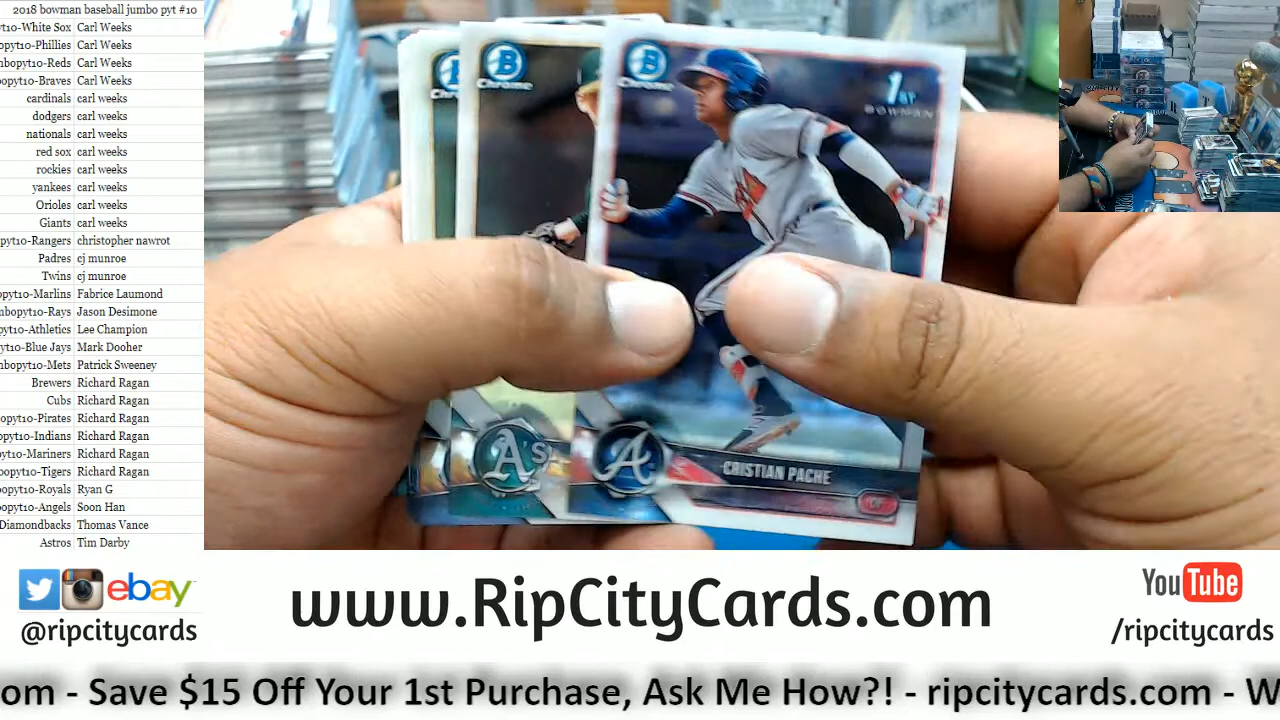 2018 bowman baseball jumbo pyt #10
yt10-White Sox Carl Weeks
opyt10-Phillies Carl Weeks
nbopyt10-Reds Carl Weeks
opyt10-Braves Carl Weeks
cardinals carl weeks
dodgers carl weeks
nationals carl weeks
red sox carl weeks
rockies carl weeks
yankees carl weeks
Orioles carl weeks
Giants carl weeks
pyt10-Rangers christopher nawrot
Padres cj munroe
Twins cj munroe
opyt10-Marlins Fabrice Laumond
mbopyt10-Rays Jason Desimone
opyt10-Athletics Lee Champion
pyt10-Blue Jays Mark Dooher
mbopyt10-Mets Patrick Sweeney
Brewers Richard Ragan
Cubs Richard Ragan
opyt10-Pirates Richard Ragan
opyt10-Indians Richard Ragan
pyt10-Mariners Richard Ragan
bopyt10-Tigers Richard Ragan
opyt10-Royals Ryan G
opyt10-Angels Soon Han
Diamondbacks Thomas Vance
Astros Tim Darby
B
Chrome
B
Chrome
1ST
BOWMAN
A's
A
CRISTIAN PACHE
CF
ebay
@ripcitycards
www.RipCityCards.com
YouTube
/ripcitycards
om - Save $15 Off Your 1st Purchase, Ask Me How?! - ripcitycards.com - W